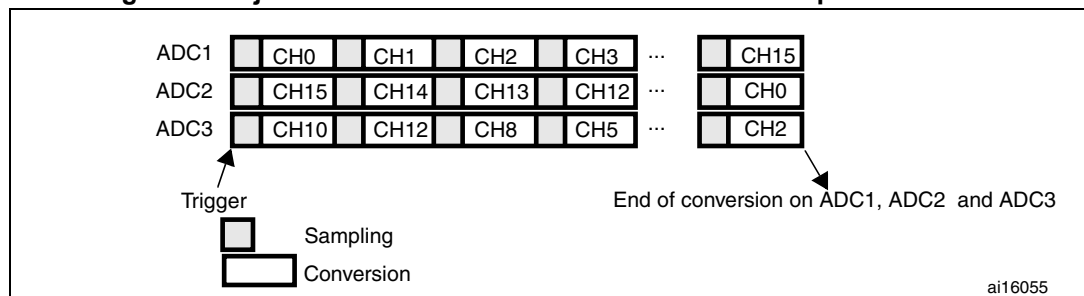 ADC1 CH0 CH1 CH2 CH3 ... CH15
ADC2 CH15 CH14 CH13 CH12 ... CH0
ADC3 CH10 CH12 CH8 CH5 ... CH2
Trigger
End of conversion on ADC1, ADC2 and ADC3
Sampling
Conversion
ai16055